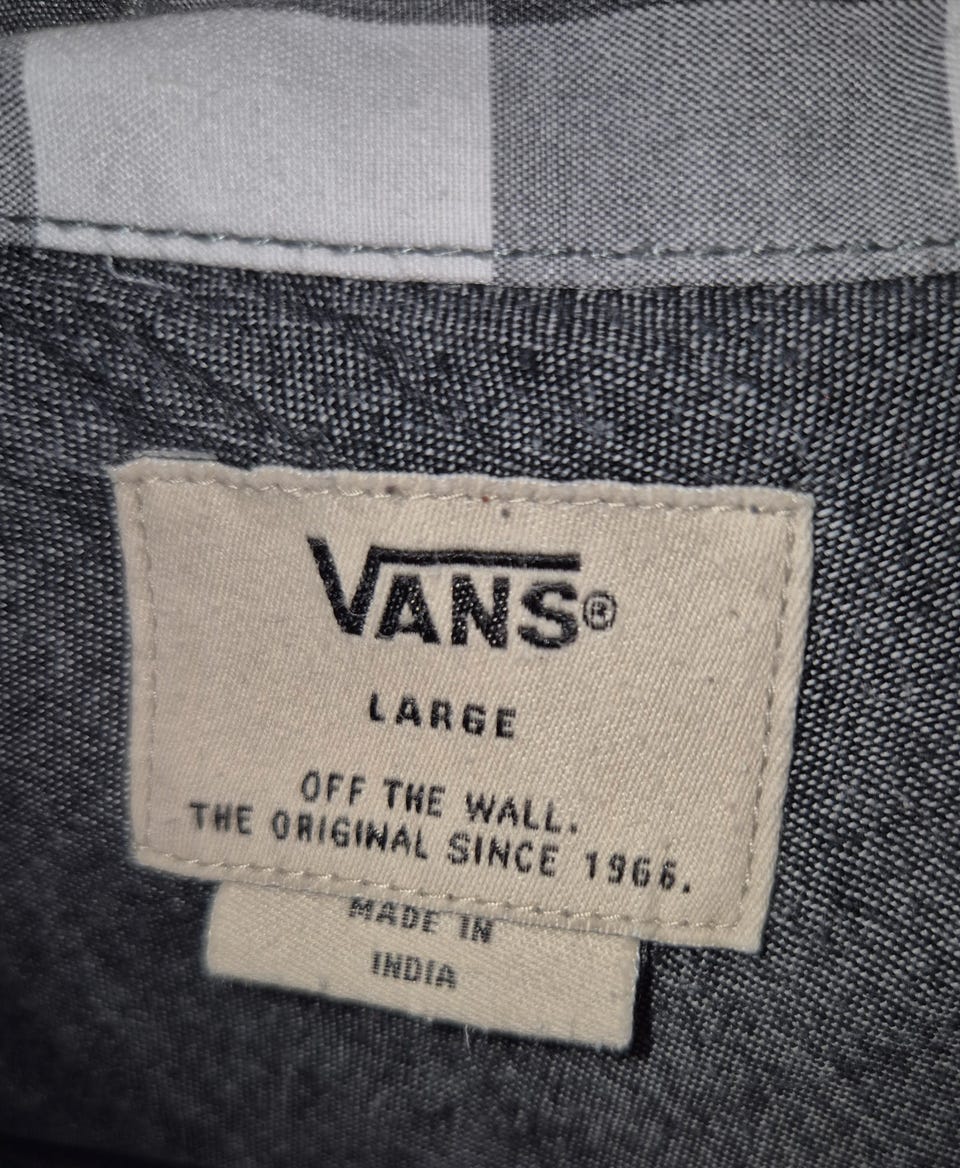 VANS®
LARGE
OFF THE WALL.
THE ORIGINAL SINCE 1966.
MADE IN
INDIA